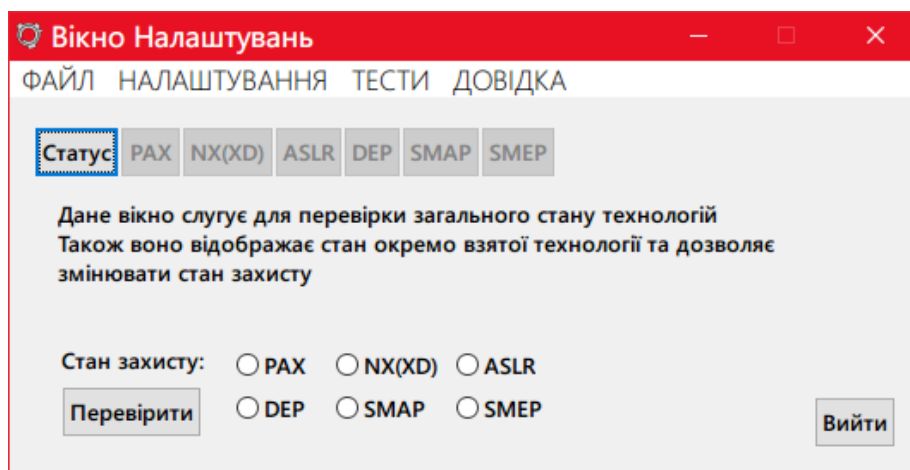 Вікно Налаштувань
ФАЙЛ НАЛАШТУВАННЯ ТЕСТИ ДОВІДКА
Статус PAX NX(XD) ASLR DEP SMAP SMEP
Дане вікно слугує для перевірки загального стану технологій
Також воно відображає стан окремо взятої технології та дозволяє
змінювати стан захисту
Стан захисту: PAX NX(XD) ASLR
Перевірити DEP SMAP SMEP
Вийти